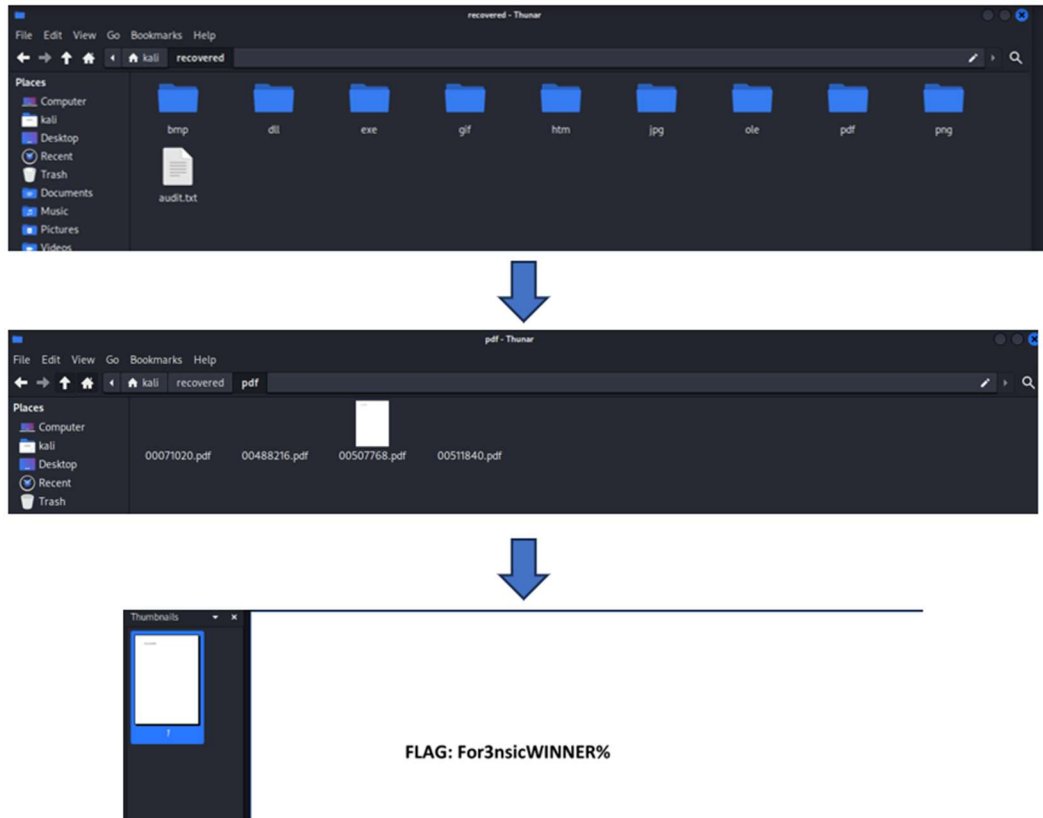 recovered - Thunar
File Edit View Go Bookmarks Help
kali recovered
Places
Computer
kali
Desktop
Recent
Trash
Documents
Music
Pictures
Videos
bmp dll exe gif htm jpg ole pdf png
audit.txt
pdf - Thunar
File Edit View Go Bookmarks Help
kali recovered pdf
Places
Computer
kali
Desktop
Recent
Trash
00071020.pdf 00488216.pdf 00507768.pdf 00511840.pdf
Thumbnails
1
FLAG: For3nsicWINNER%